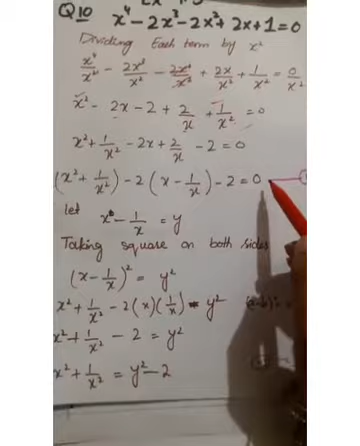 Q10 x⁴ - 2x³ - 2x² + 2x + 1 = 0
Dividing Each term by x²
x⁴/x² - 2x³/x² - 2x²/x² + 2x/x² + 1/x² = 0/x²
x² - 2x - 2 + 2/x + 1/x² = 0
x² + 1/x² - 2x + 2/x - 2 = 0
(x² + 1/x²) - 2(x - 1/x) - 2 = 0
let
x - 1/x = y
Taking square on both sides
(x - 1/x)² = y²
x² + 1/x² - 2(x)(1/x) = y²
x² + 1/x² - 2 = y²
x² + 1/x² = y² - 2